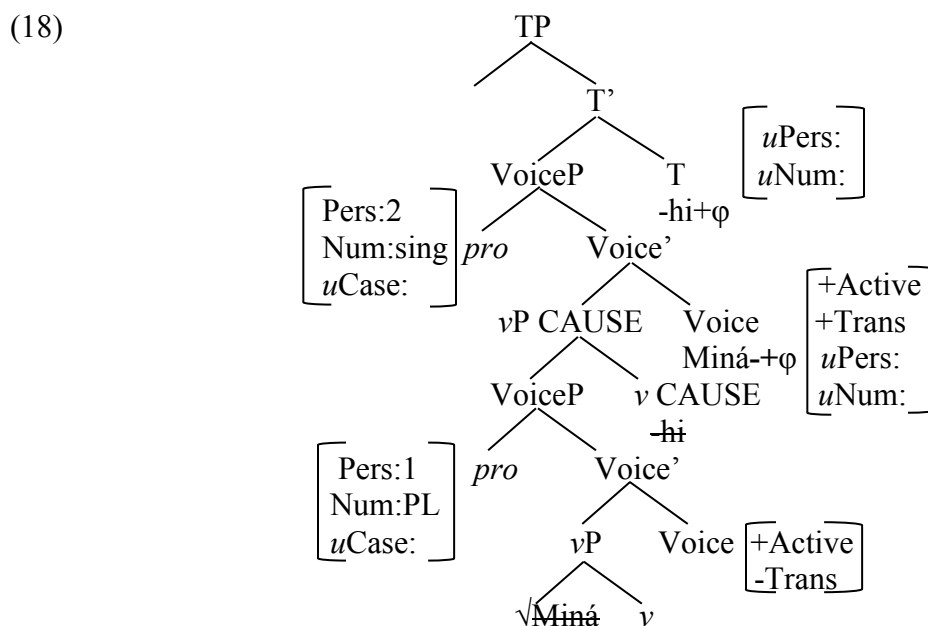 (18)
TP
T’
uPers:
uNum:
VoiceP T
-hi+φ
Pers:2
Num:sing
uCase:
pro Voice’
+Active
+Trans
uPers:
uNum:
vP CAUSE Voice
Miná-+φ
VoiceP v CAUSE
-hi
Pers:1
Num:PL
uCase:
pro Voice’
vP Voice
+Active
-Trans
√Miná v